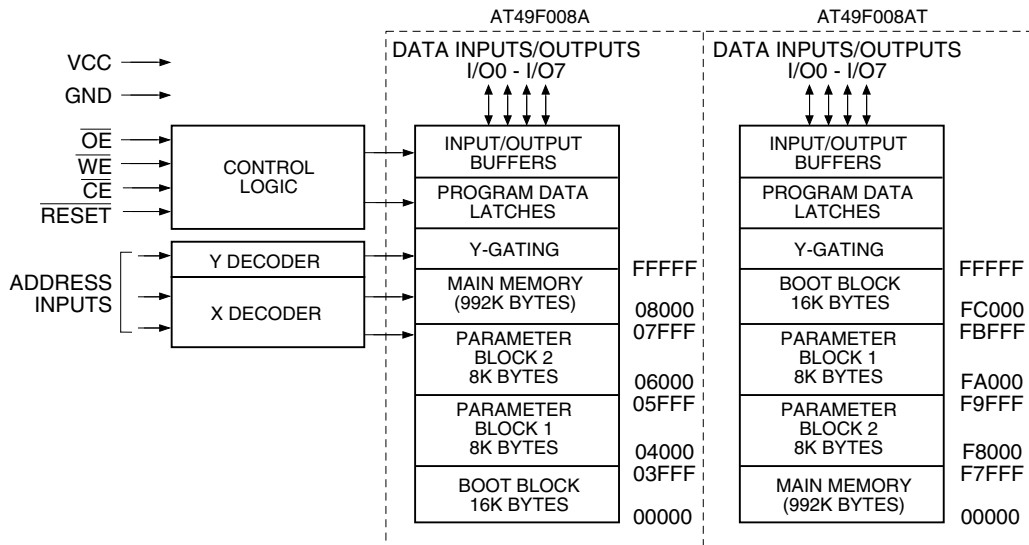 AT49F008A
AT49F008AT
VCC
GND
OE
WE
CE
RESET
ADDRESS
INPUTS
CONTROL
LOGIC
Y DECODER
X DECODER
DATA INPUTS/OUTPUTS
I/O0 - I/O7
INPUT/OUTPUT
BUFFERS
PROGRAM DATA
LATCHES
Y-GATING
MAIN MEMORY
(992K BYTES)
PARAMETER
BLOCK 2
8K BYTES
PARAMETER
BLOCK 1
8K BYTES
BOOT BLOCK
16K BYTES
FFFFF
08000
07FFF
06000
05FFF
04000
03FFF
00000
DATA INPUTS/OUTPUTS
I/O0 - I/O7
INPUT/OUTPUT
BUFFERS
PROGRAM DATA
LATCHES
Y-GATING
BOOT BLOCK
16K BYTES
PARAMETER
BLOCK 1
8K BYTES
PARAMETER
BLOCK 2
8K BYTES
MAIN MEMORY
(992K BYTES)
FFFFF
FC000
FBFFF
FA000
F9FFF
F8000
F7FFF
00000